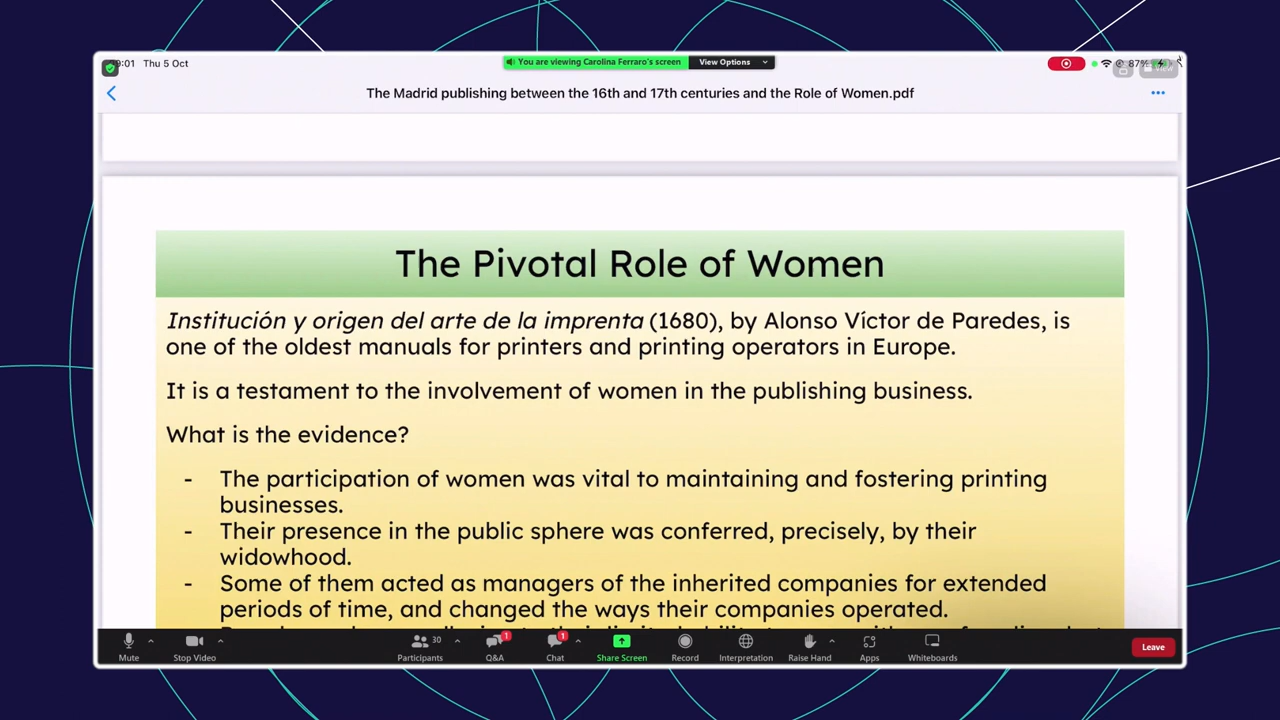 9:01 Thu 5 Oct
You are viewing Carolina Ferraro's screen View Options
87%
View
The Madrid publishing between the 16th and 17th centuries and the Role of Women.pdf
The Pivotal Role of Women
Institución y origen del arte de la imprenta (1680), by Alonso Víctor de Paredes, is
one of the oldest manuals for printers and printing operators in Europe.
It is a testament to the involvement of women in the publishing business.
What is the evidence?
- The participation of women was vital to maintaining and fostering printing
businesses.
- Their presence in the public sphere was conferred, precisely, by their
widowhood.
- Some of them acted as managers of the inherited companies for extended
periods of time, and changed the ways their companies operated.
30 1 1
Mute Stop Video Participants Q&A Chat Share Screen Record Interpretation Raise Hand Apps Whiteboards Leave